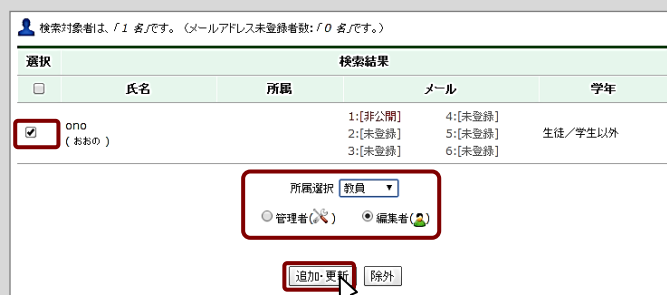 検索対象者は、「1 名」です。（メールアドレス未登録者数:「0 名」です。）
選択 検索結果
氏名 所属 メール 学年
ono
( おおの )
1:[非公開] 4:[未登録]
2:[未登録] 5:[未登録]
3:[未登録] 6:[未登録]
生徒／学生以外
所属選択 教員
管理者( ) 編集者( )
追加・更新 除外